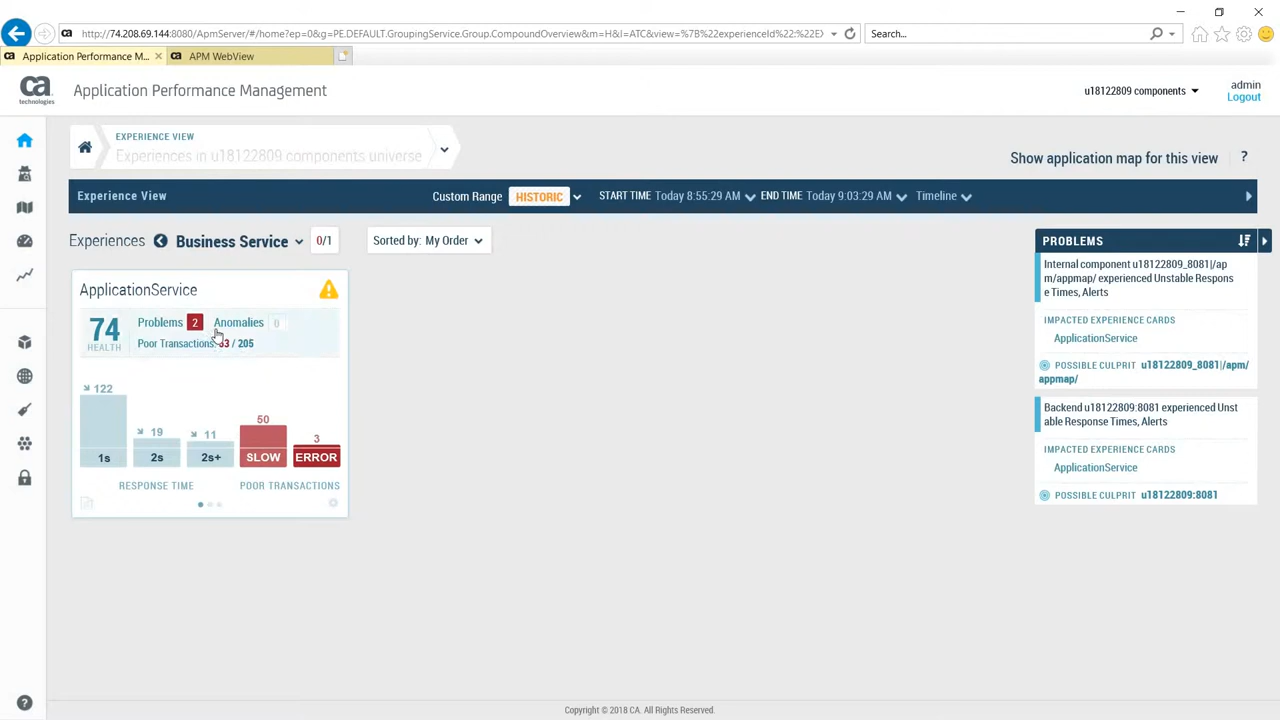 http://74.208.69.144:8080/ApmServer/#/home?ep=0&g=PE.DEFAULT.GroupingService.Group.CompoundOverview&m=H&l=ATC&view=%7B%22experienceId%22:%22E
Search...
Application Performance M...
APM WebView
ca
technologies
Application Performance Management
u18122809 components
admin
Logout
EXPERIENCE VIEW
Experiences in u18122809 components universe
Show application map for this view
?
Experience View
Custom Range
HISTORIC
START TIME Today 8:55:29 AM
END TIME Today 9:03:29 AM
Timeline
Experiences
Business Service
0/1
Sorted by: My Order
ApplicationService
74
HEALTH
Problems 2
Anomalies 0
Poor Transactions: 53 / 205
122
19
11
50
3
1s
2s
2s+
SLOW
ERROR
RESPONSE TIME
POOR TRANSACTIONS
PROBLEMS
Internal component u18122809_8081|/ap
m/appmap/ experienced Unstable Respons
e Times, Alerts
IMPACTED EXPERIENCE CARDS
ApplicationService
POSSIBLE CULPRIT u18122809_8081|/apm/
appmap/
Backend u18122809:8081 experienced Unst
able Response Times, Alerts
IMPACTED EXPERIENCE CARDS
ApplicationService
POSSIBLE CULPRIT u18122809:8081
?
Copyright © 2018 CA. All Rights Reserved.